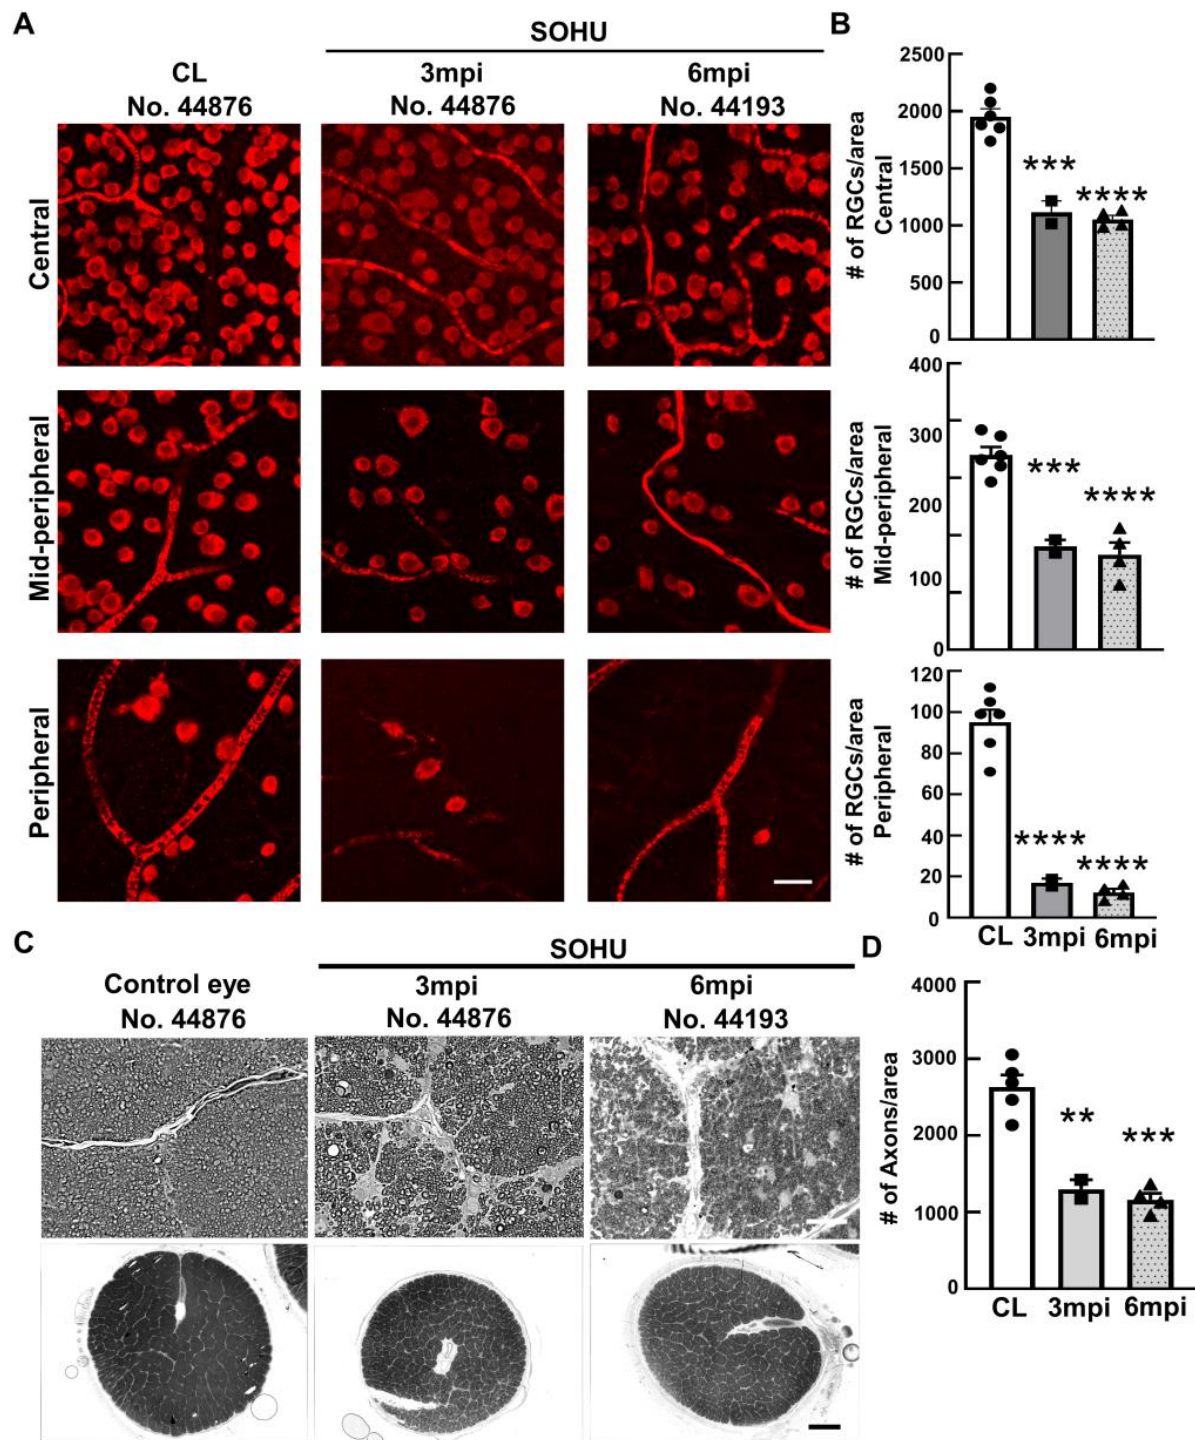 A
SOHU
CL
No. 44876
3mpi
No. 44876
6mpi
No. 44193
Central
Mid-peripheral
Peripheral
B
# of RGCs/area
Central
2500
2000
1500
1000
500
0
***
****
# of RGCs/area
Mid-peripheral
400
300
200
100
0
***
****
# of RGCs/area
Peripheral
120
100
80
60
40
20
0
****
****
CL 3mpi 6mpi
C
SOHU
Control eye
No. 44876
3mpi
No. 44876
6mpi
No. 44193
D
# of Axons/area
4000
3000
2000
1000
0
**
***
CL 3mpi 6mpi